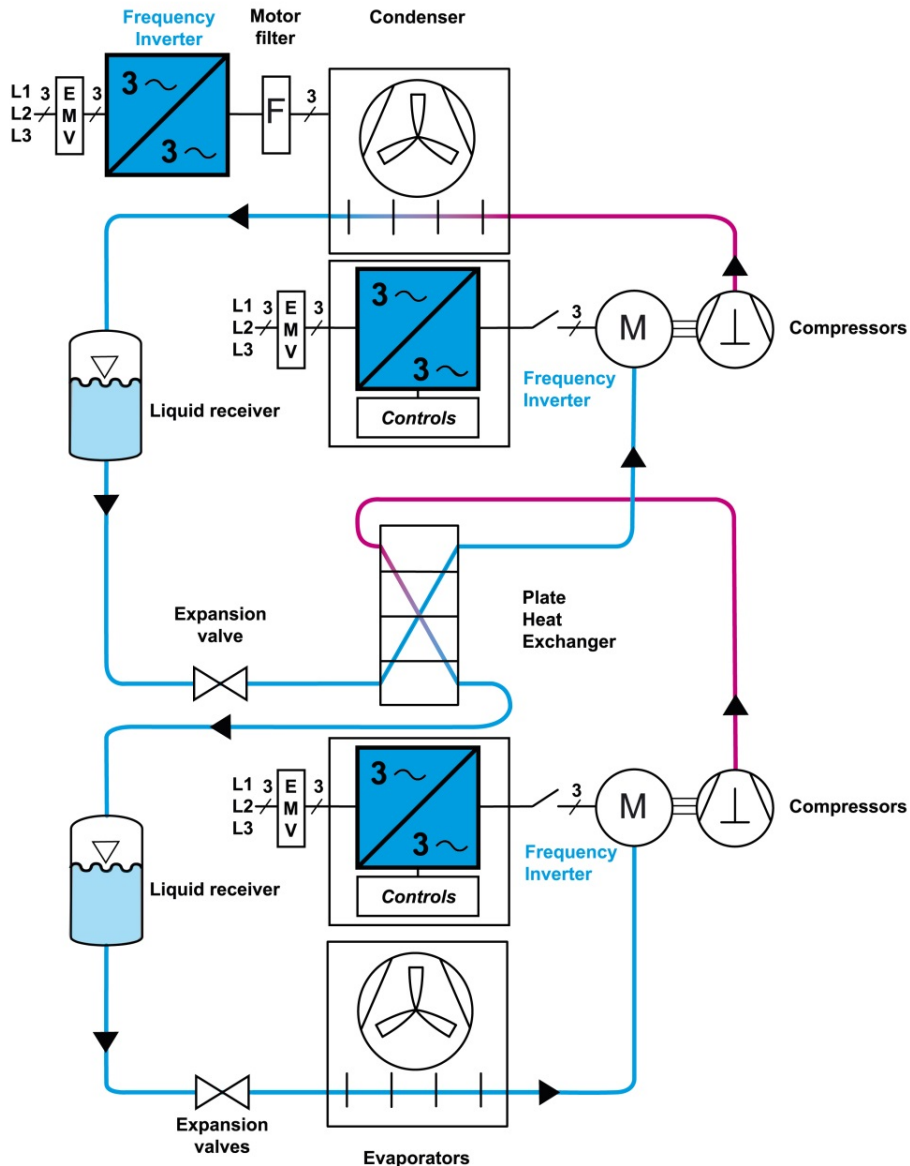 Frequency
Inverter
Motor
filter
Condenser
L1
L2
L3
3
E
M
V
3
3
3
F
3
L1
L2
L3
3
E
M
V
3
3
3
3
M
Compressors
Frequency
Inverter
Controls
Liquid receiver
Plate
Heat
Exchanger
Expansion
valve
L1
L2
L3
3
E
M
V
3
3
3
3
M
Compressors
Frequency
Inverter
Controls
Liquid receiver
Expansion
valves
Evaporators